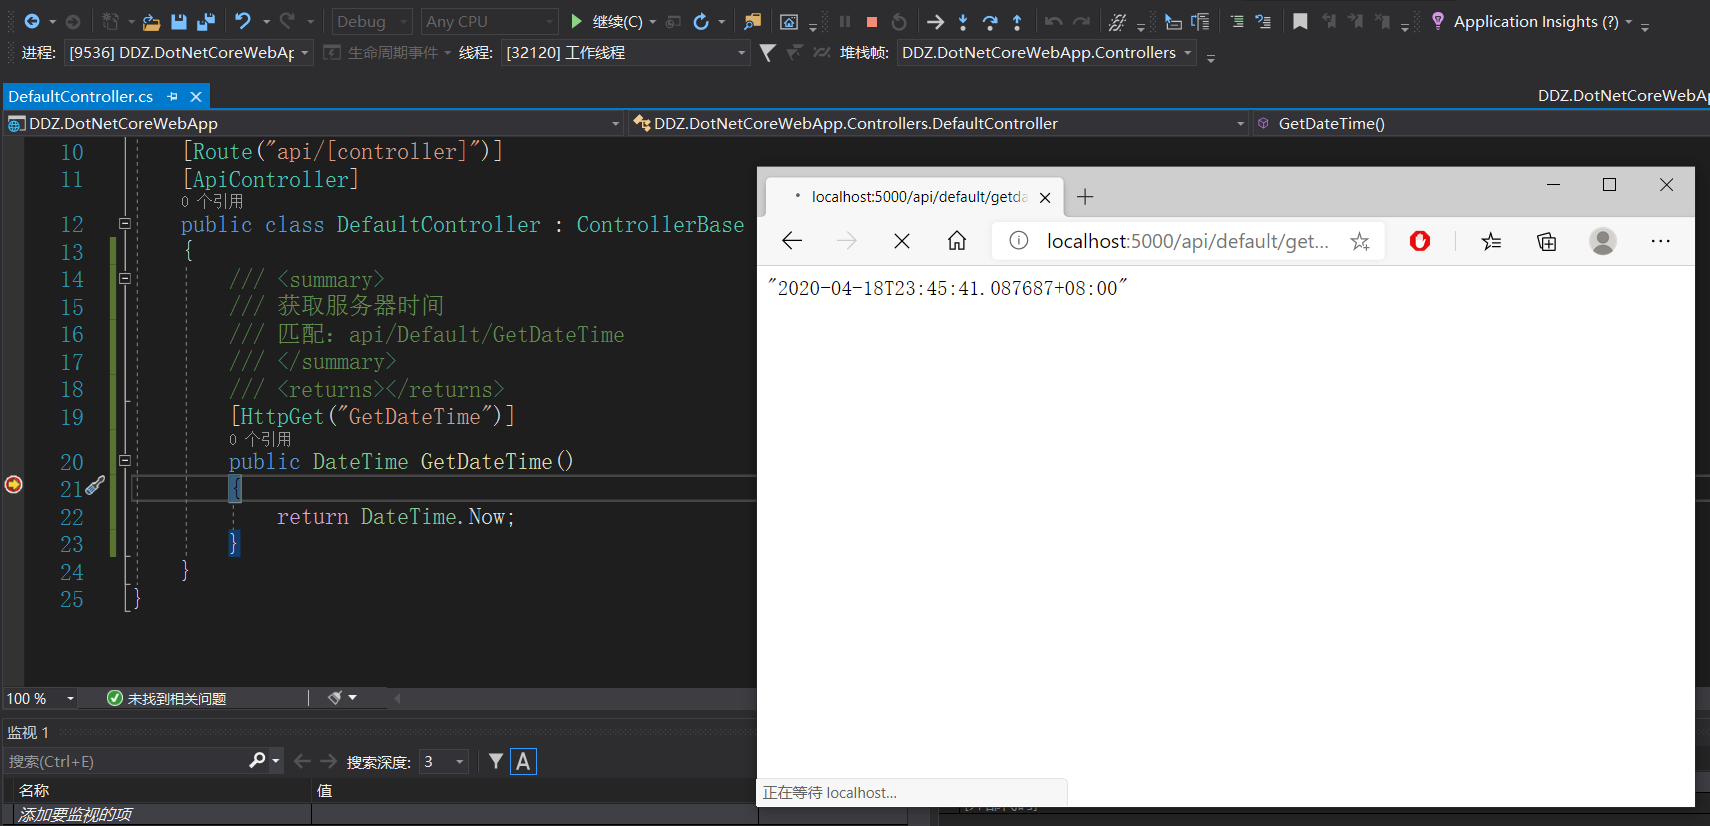 Debug Any CPU 继续(C) Application Insights (?)
进程: [9536] DDZ.DotNetCoreWebAp 生命周期事件 线程: [32120] 工作线程 堆栈帧: DDZ.DotNetCoreWebApp.Controllers
DefaultController.cs DDZ.DotNetCoreWebAp
DDZ.DotNetCoreWebApp DDZ.DotNetCoreWebApp.Controllers.DefaultController GetDateTime()
10 [Route("api/[controller]")]
11 [ApiController]
0 个引用
12 public class DefaultController : ControllerBase
13 {
14 /// <summary>
15 /// 获取服务器时间
16 /// 匹配: api/Default/GetDateTime
17 /// </summary>
18 /// <returns></returns>
19 [HttpGet("GetDateTime")]
0 个引用
20 public DateTime GetDateTime()
21 {
22 return DateTime.Now;
23 }
24 }
25 }
localhost:5000/api/default/getda
localhost:5000/api/default/get...
"2020-04-18T23:45:41.087687+08:00"
正在等待 localhost...
100 % 未找到相关问题
监视 1
搜索(Ctrl+E) 搜索深度: 3 A
名称 值
添加要监视的项